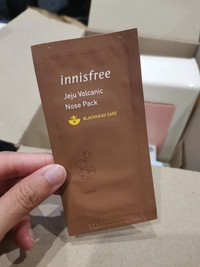 innisfree
Jeju Volcanic
Nose Pack
BLACKHEAD CARE